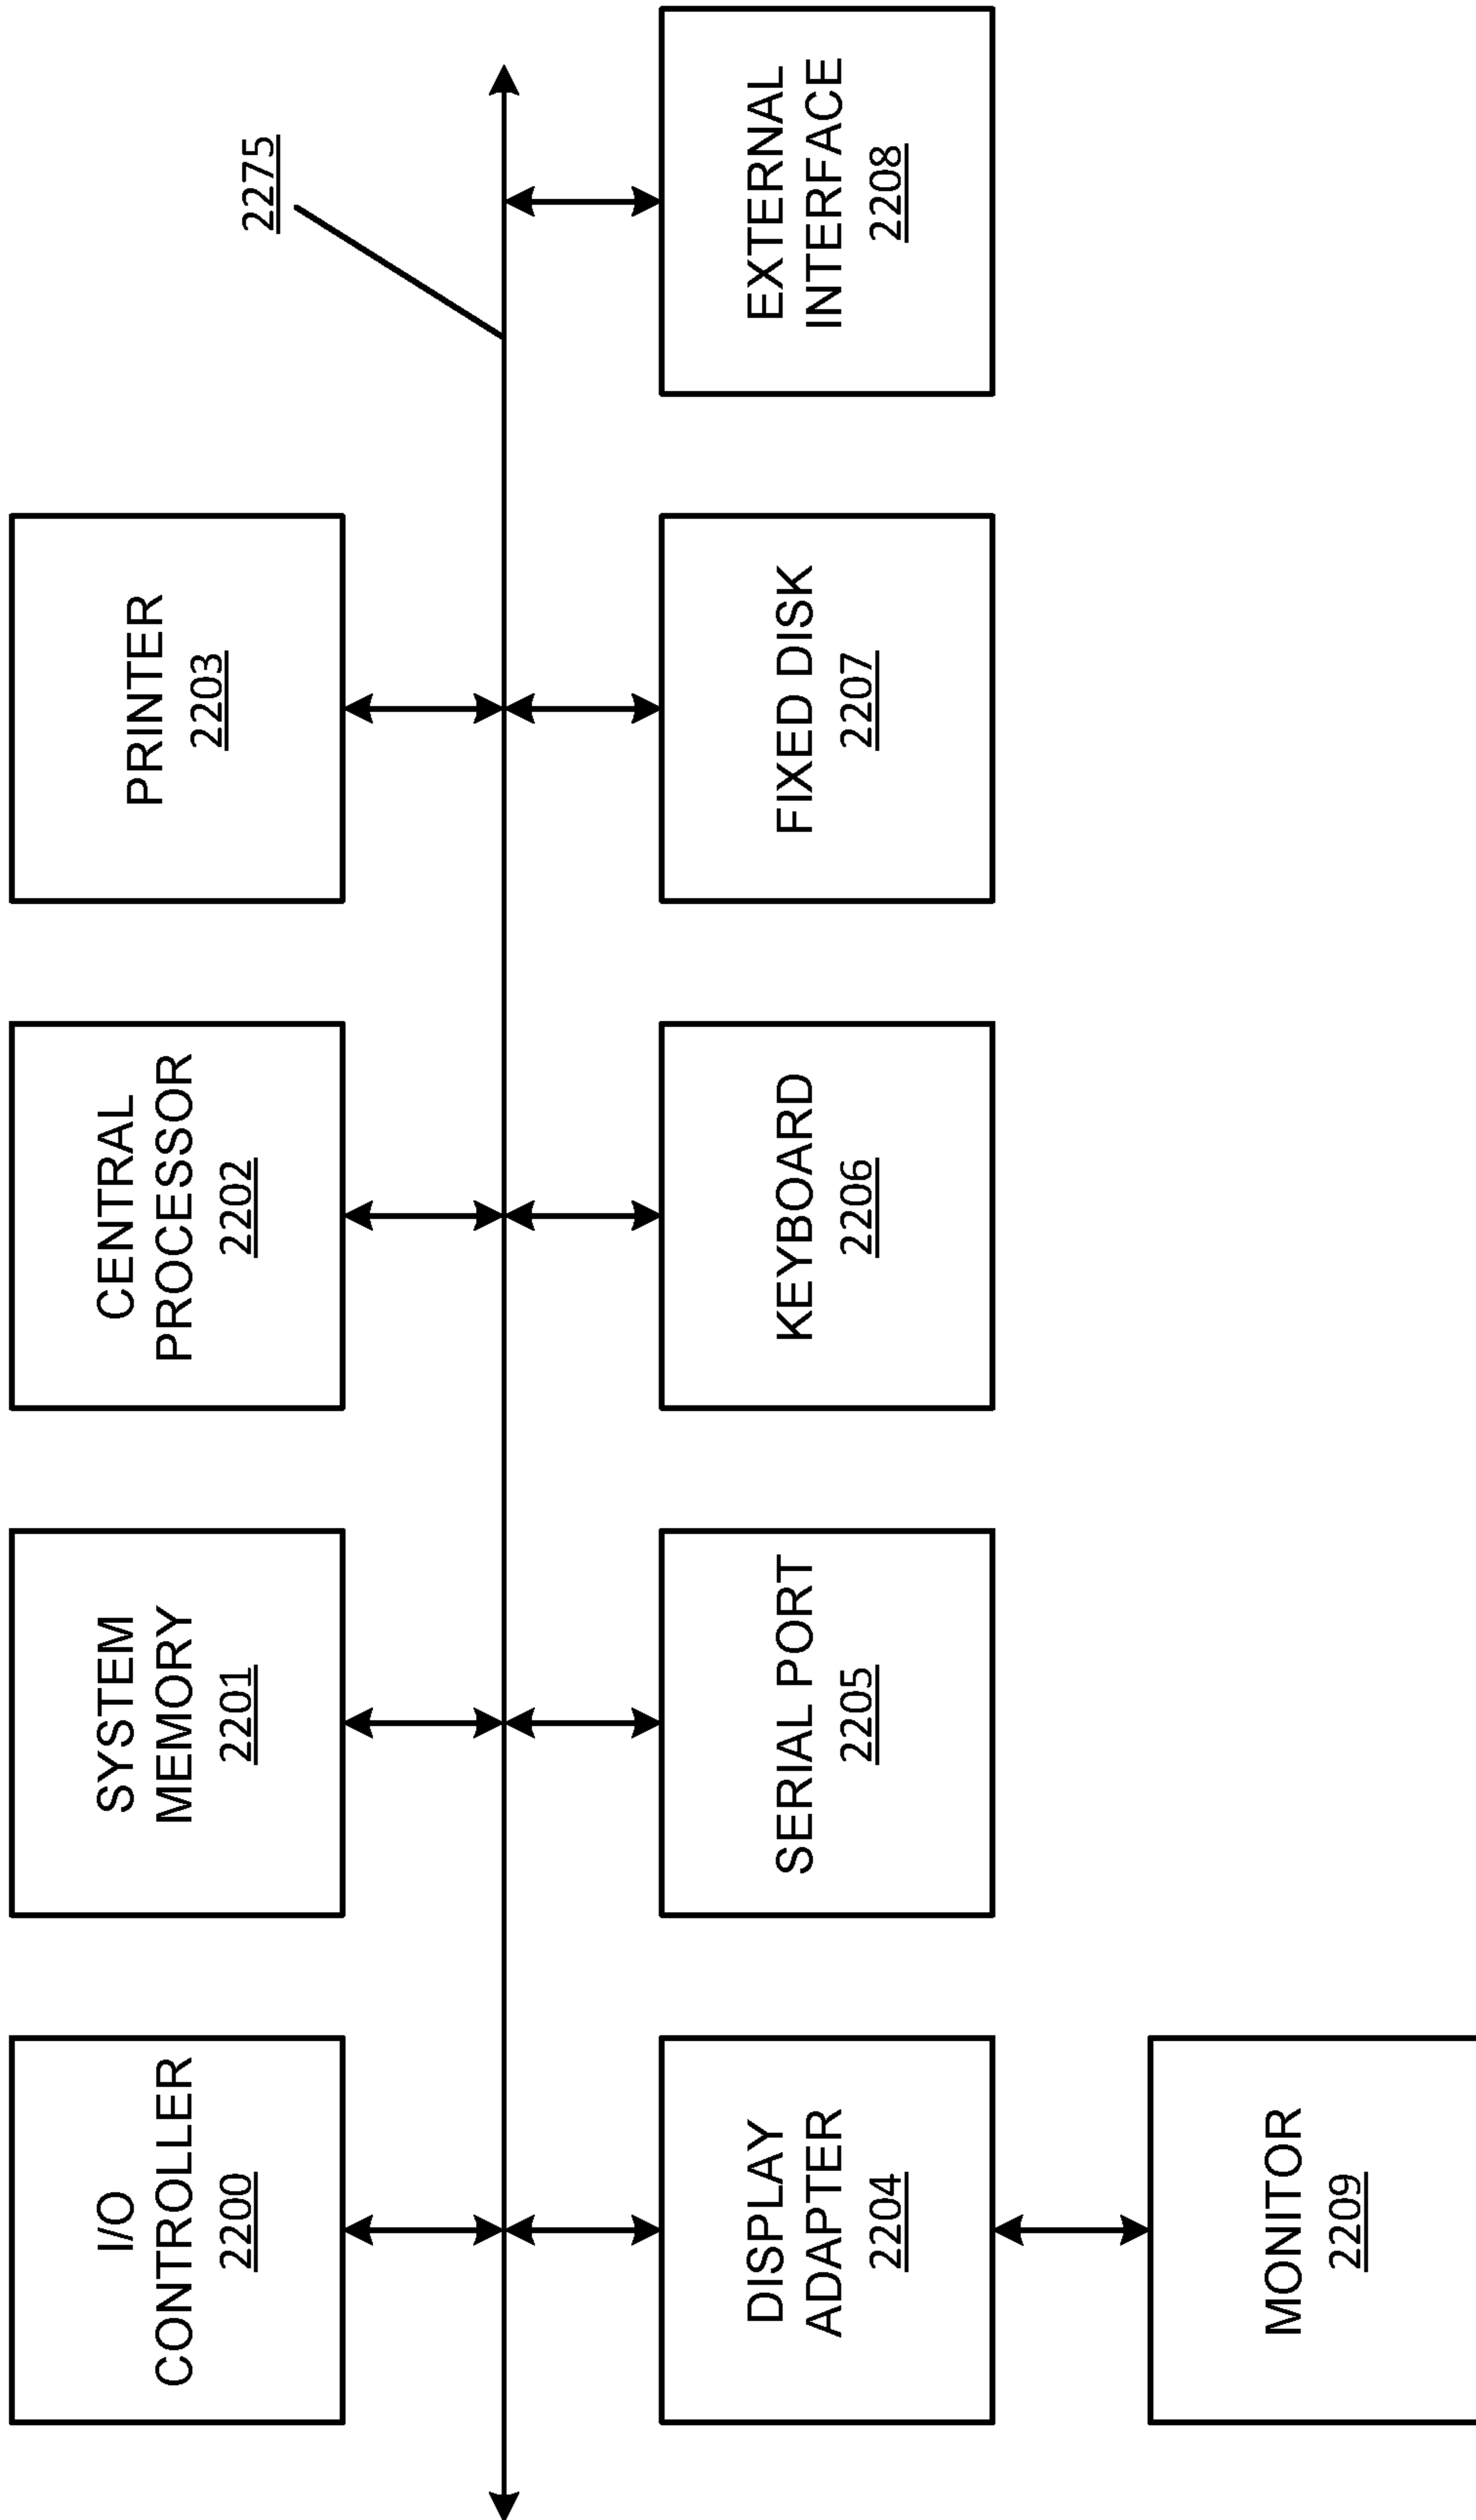 I/O
CONTROLLER
2200
SYSTEM
MEMORY
2201
CENTRAL
PROCESSOR
2202
PRINTER
2203
2275
DISPLAY
ADAPTER
2204
SERIAL PORT
2205
KEYBOARD
2206
FIXED DISK
2207
EXTERNAL
INTERFACE
2208
MONITOR
2209